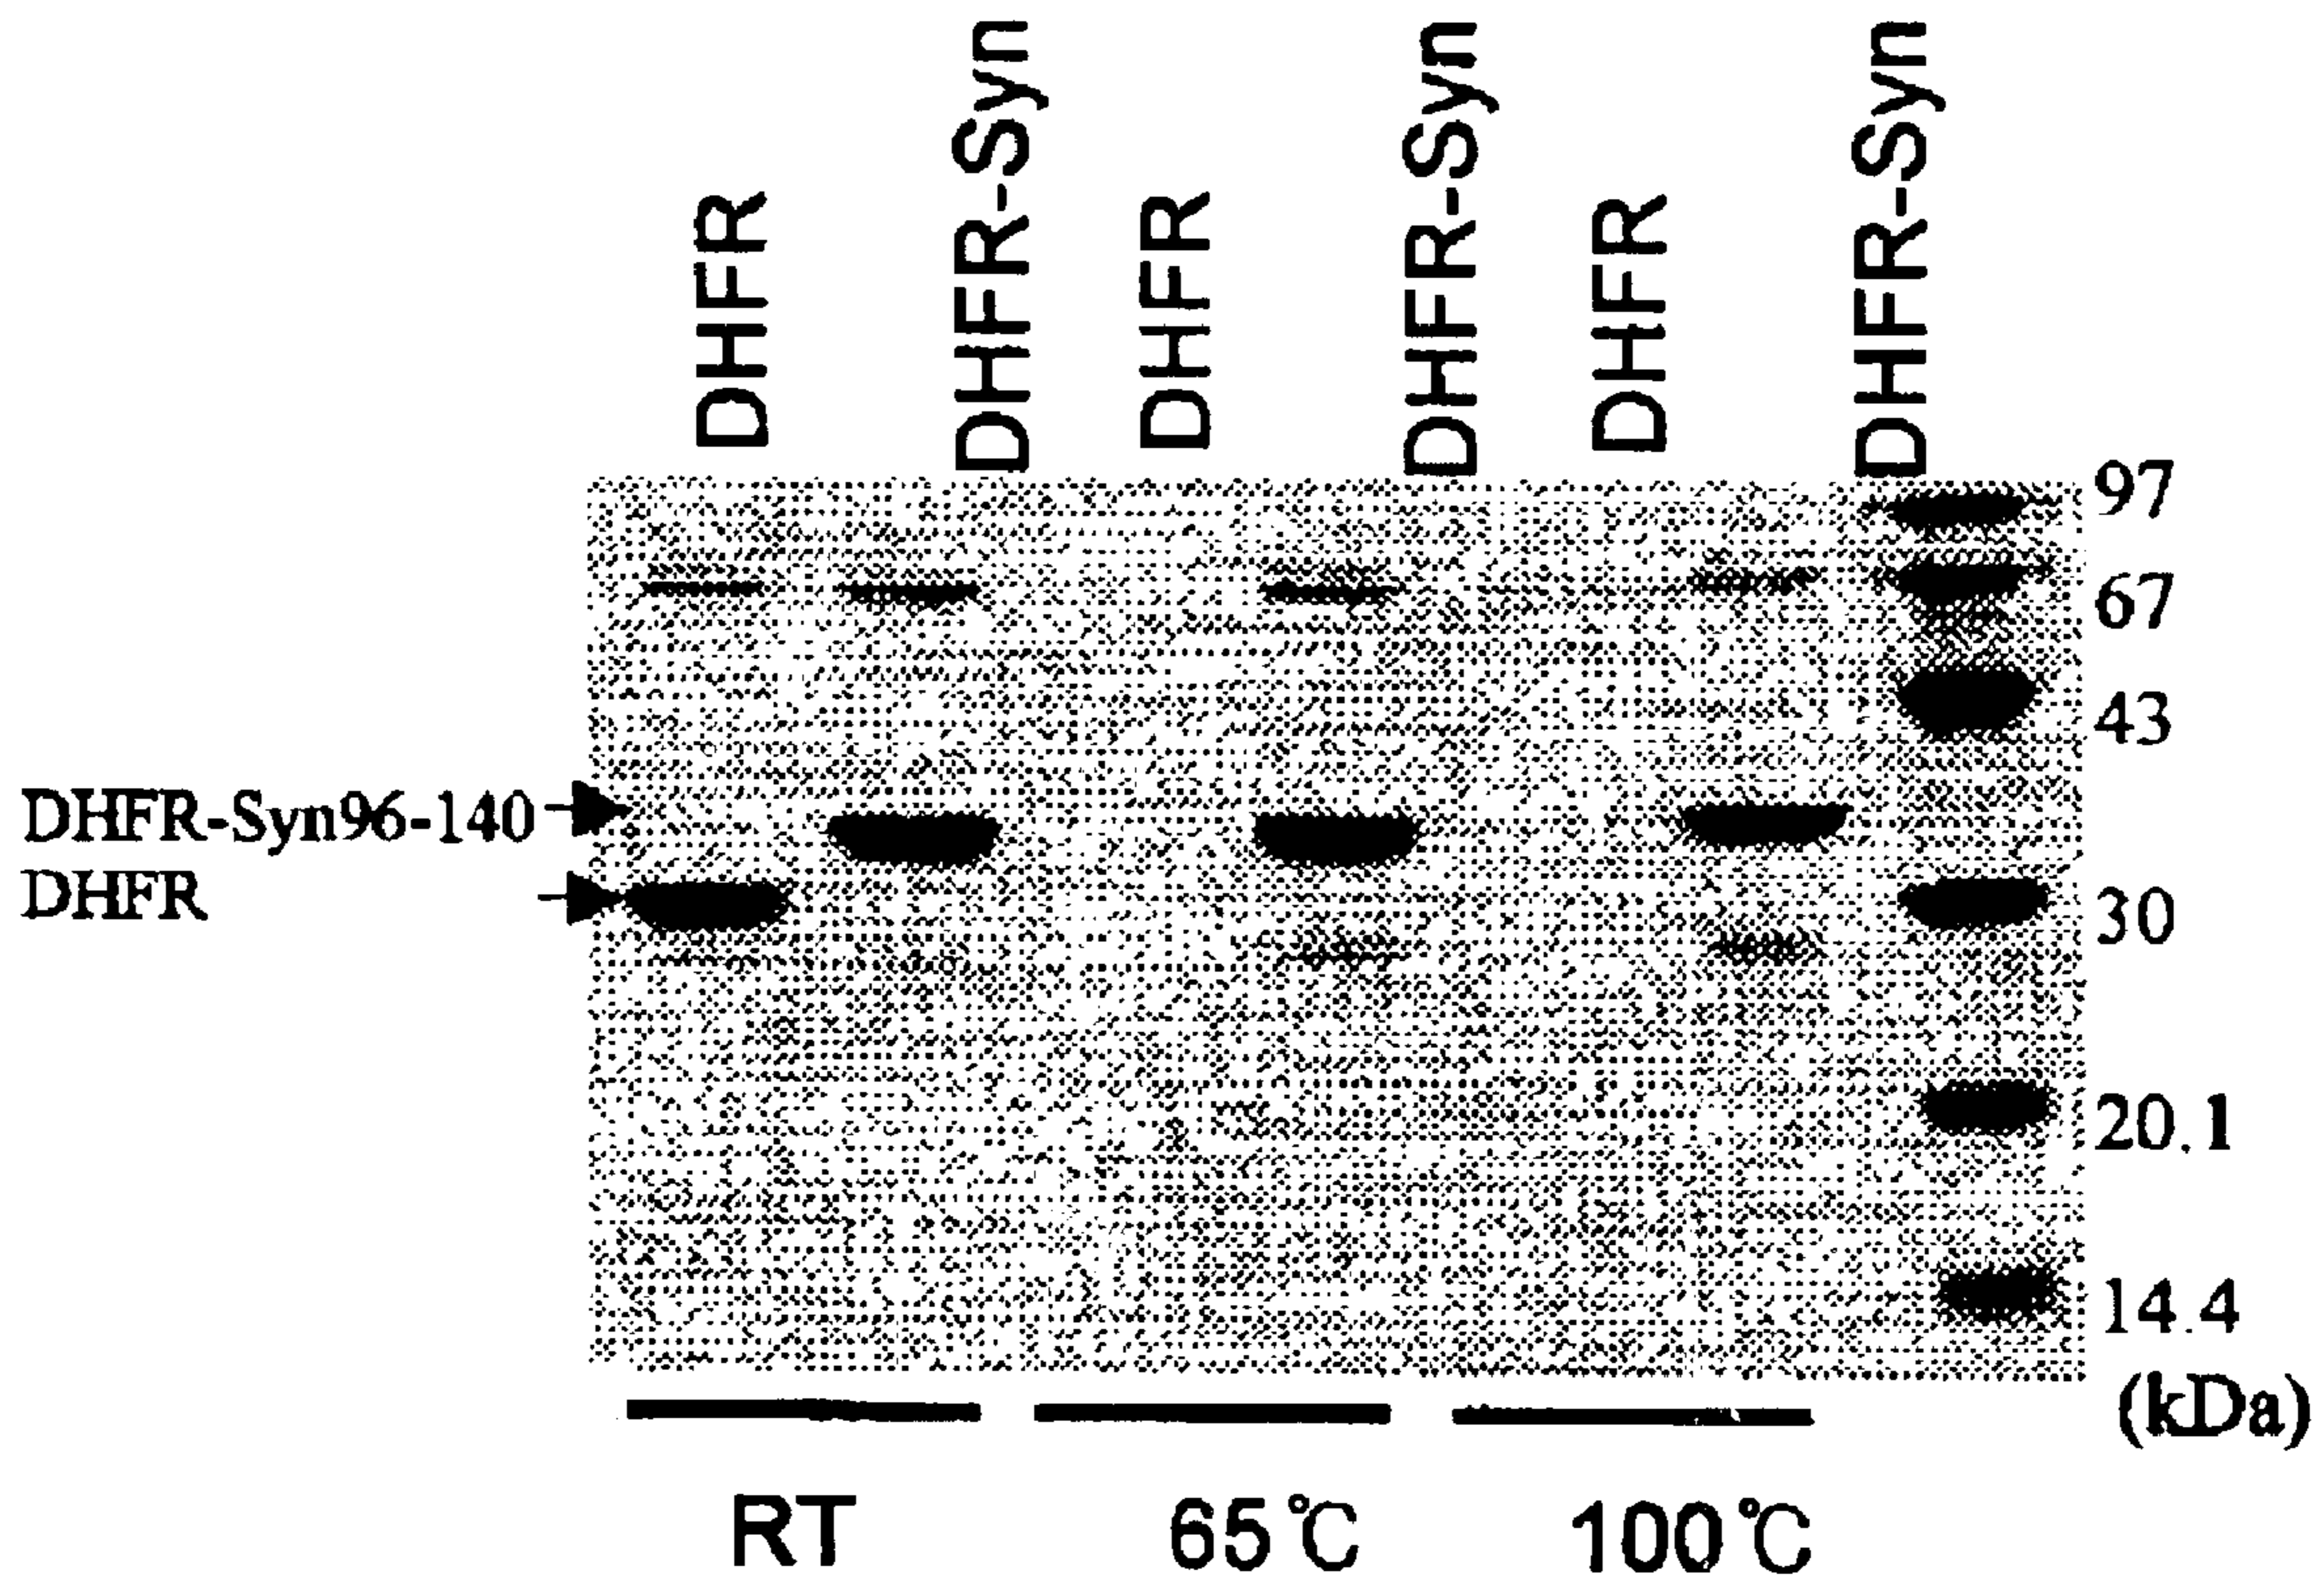 DHFR
DHFR-Syn
DHFR
DHFR-Syn
DHFR
DHFR-Syn
97
67
43
DHFR-Syn96-140
DHFR
30
20.1
14.4
(kDa)
RT
65℃
100℃